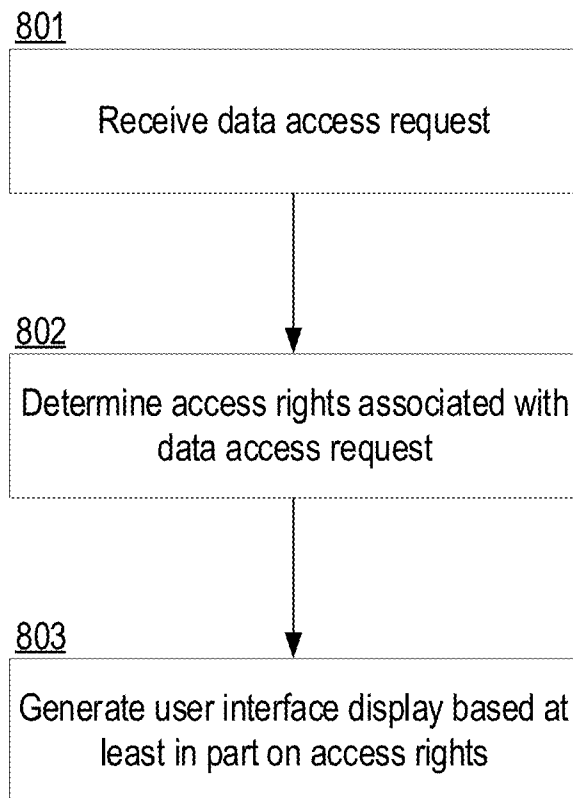 801
Receive data access request
802
Determine access rights associated with
data access request
803
Generate user interface display based at
least in part on access rights